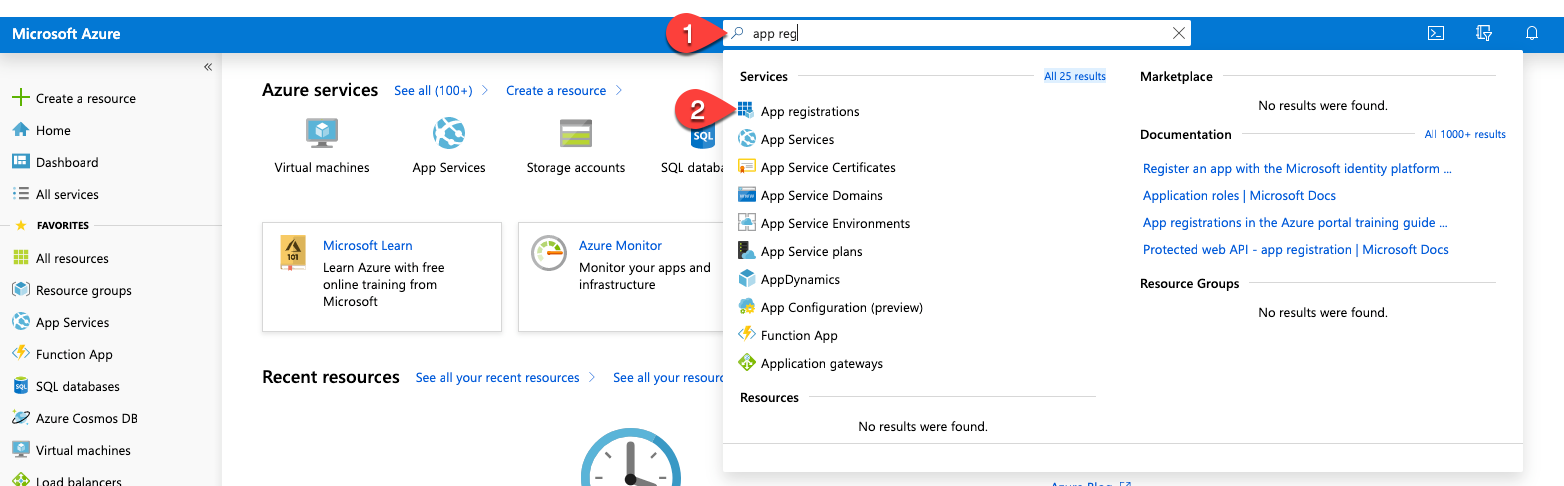 Microsoft Azure
1
app reg
«
Create a resource
Home
Dashboard
All services
FAVORITES
All resources
Resource groups
App Services
Function App
SQL databases
Azure Cosmos DB
Virtual machines
Load balancers
Azure services
See all (100+)
Create a resource
Virtual machines
App Services
Storage accounts
SQL
SQL databa
101
Microsoft Learn
Learn Azure with free
online training from
Microsoft
Azure Monitor
Monitor your apps and
infrastructure
Recent resources
See all your recent resources
See all your resourc
Services
All 25 results
2
App registrations
App Services
App Service Certificates
www
App Service Domains
App Service Environments
App Service plans
AppDynamics
App Configuration (preview)
Function App
Application gateways
Resources
No results were found.
Marketplace
No results were found.
Documentation
All 1000+ results
Register an app with the Microsoft identity platform ...
Application roles | Microsoft Docs
App registrations in the Azure portal training guide ...
Protected web API - app registration | Microsoft Docs
Resource Groups
No results were found.
Azure Blog